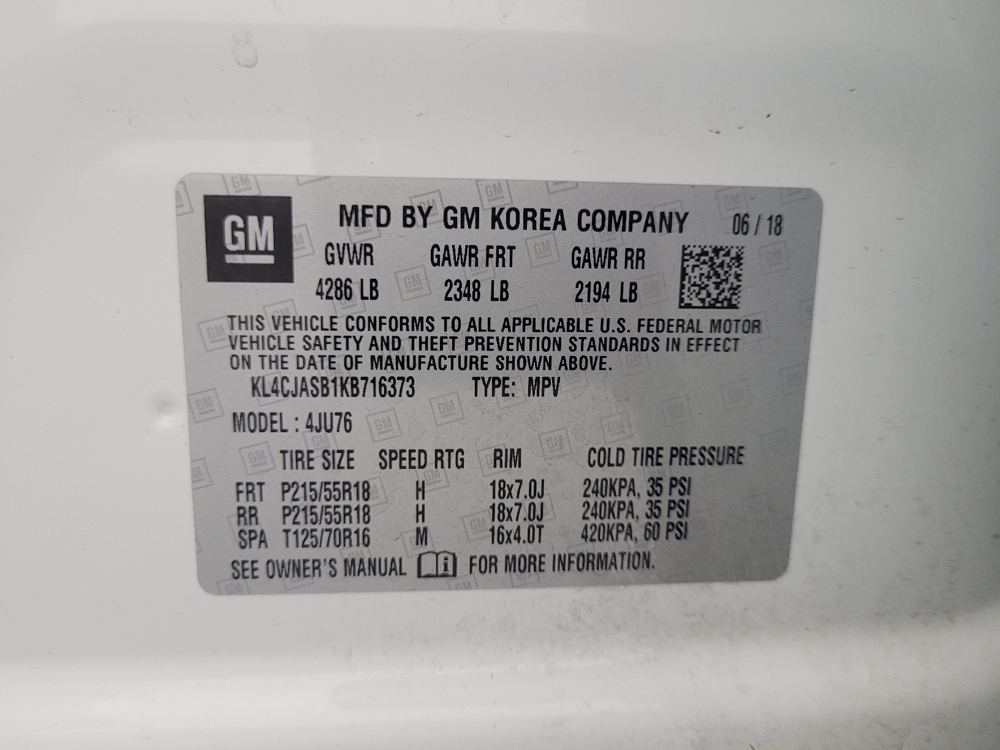 GM
MFD BY GM KOREA COMPANY 06 / 18
GVWR GAWR FRT GAWR RR
4286 LB 2348 LB 2194 LB
THIS VEHICLE CONFORMS TO ALL APPLICABLE U.S. FEDERAL MOTOR
VEHICLE SAFETY AND THEFT PREVENTION STANDARDS IN EFFECT
ON THE DATE OF MANUFACTURE SHOWN ABOVE.
KL4CJASB1KB716373 TYPE: MPV
MODEL : 4JU76
TIRE SIZE SPEED RTG RIM COLD TIRE PRESSURE
FRT P215/55R18 H 18x7.0J 240KPA, 35 PSI
RR P215/55R18 H 18x7.0J 240KPA, 35 PSI
SPA T125/70R16 M 16x4.0T 420KPA, 60 PSI
SEE OWNER'S MANUAL i FOR MORE INFORMATION.